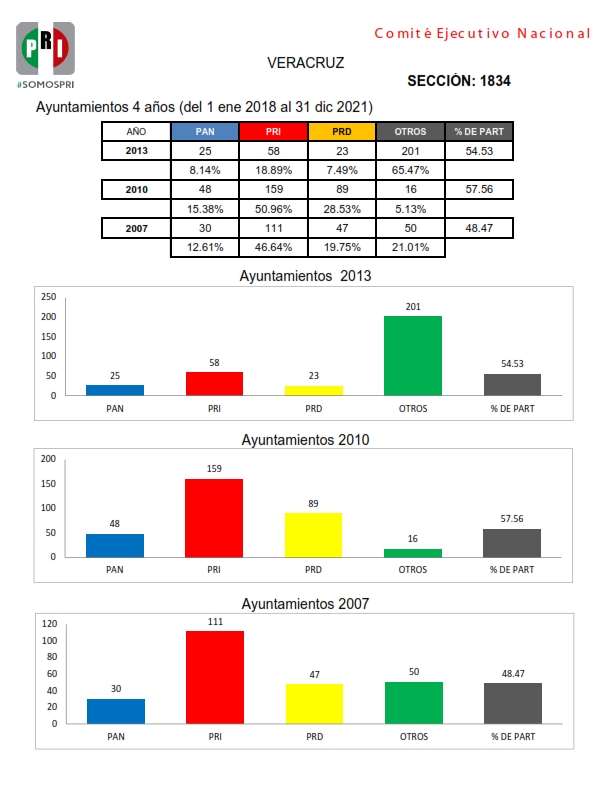 Comité Ejecutivo Nacional
PRI
#SOMOSPRI
VERACRUZ
SECCIÓN: 1834
Ayuntamientos 4 años (del 1 ene 2018 al 31 dic 2021)
AÑO PAN PRI PRD OTROS % DE PART
2013 25 58 23 201 54.53
8.14% 18.89% 7.49% 65.47%
2010 48 159 89 16 57.56
15.38% 50.96% 28.53% 5.13%
2007 30 111 47 50 48.47
12.61% 46.64% 19.75% 21.01%
Ayuntamientos 2013
250
200
150
100
50
0
25
58
23
201
54.53
PAN PRI PRD OTROS % DE PART
Ayuntamientos 2010
200
150
100
50
0
48
159
89
16
57.56
PAN PRI PRD OTROS % DE PART
Ayuntamientos 2007
120
100
80
60
40
20
0
30
111
47
50
48.47
PAN PRI PRD OTROS % DE PART